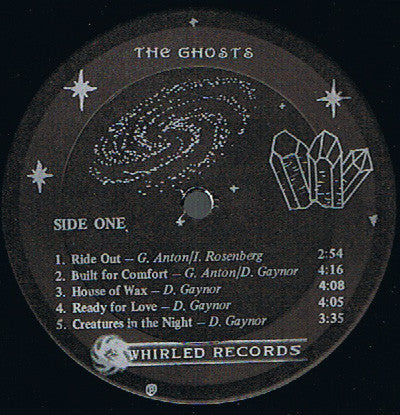 THE GHOSTS
SIDE ONE
1. Ride Out – G. Anton/I. Rosenberg 2:54
2. Built for Comfort – G. Anton/D. Gaynor 4:16
3. House of Wax – D. Gaynor 4:08
4. Ready for Love – D. Gaynor 4:05
5. Creatures in the Night – D. Gaynor 3:35
WHIRLED RECORDS